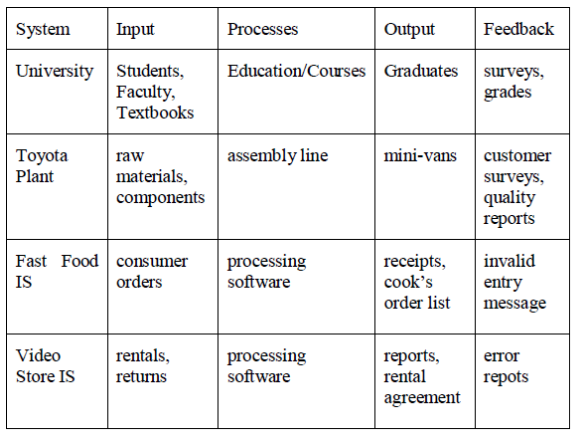 System Input Processes Output Feedback
University Students, Education/Courses Graduates surveys,
Faculty, grades
Textbooks
Toyota raw assembly line mini-vans customer
Plant materials, surveys,
components quality
reports
Fast Food consumer processing receipts, invalid
IS orders software cook's entry
order list message
Video rentals, processing reports, error
Store IS returns software rental repots
agreement